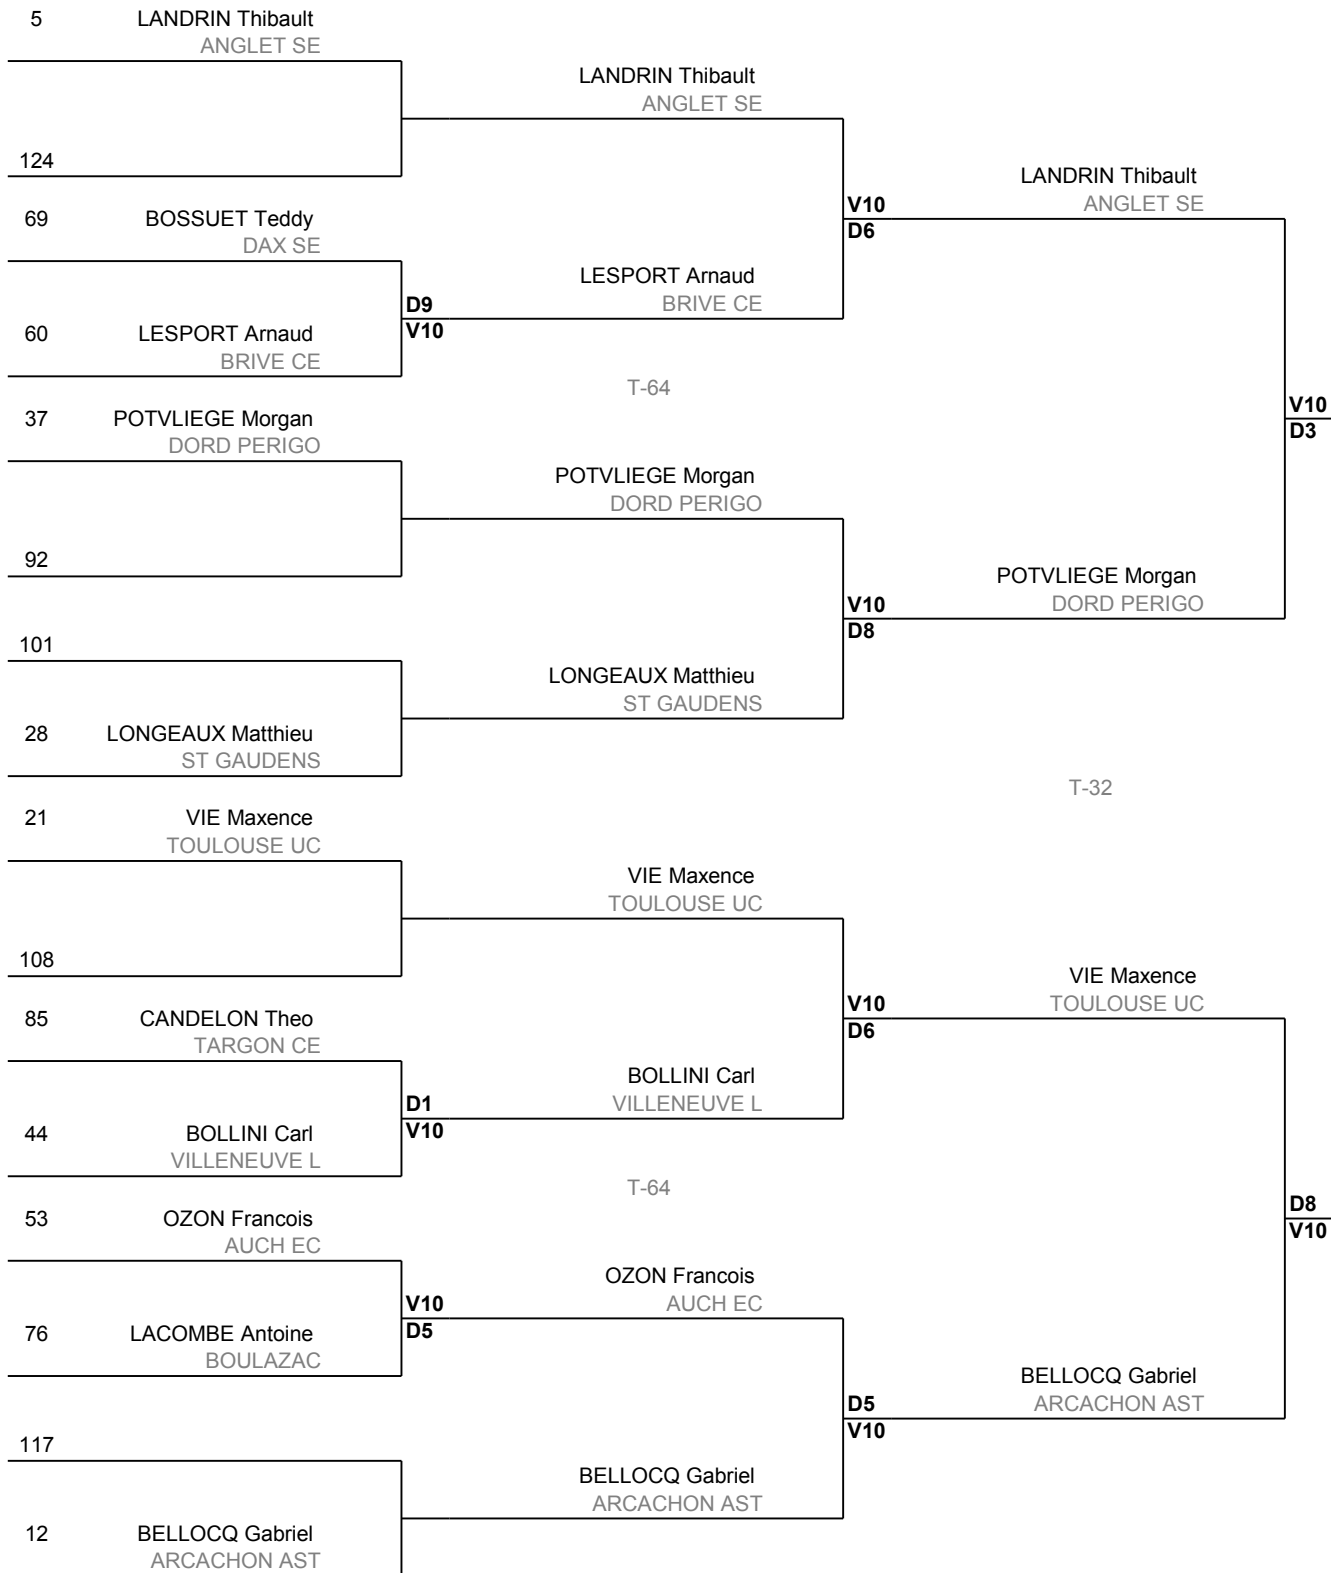 5 LANDRIN Thibault
ANGLET SE
LANDRIN Thibault
ANGLET SE
124
LANDRIN Thibault
ANGLET SE
69 BOSSUET Teddy
DAX SE
V10
D6
LESPORT Arnaud
BRIVE CE
D9
V10
60 LESPORT Arnaud
BRIVE CE
T-64
37 POTVLIEGE Morgan
DORD PERIGO
V10
D3
POTVLIEGE Morgan
DORD PERIGO
92
POTVLIEGE Morgan
DORD PERIGO
V10
D8
101
LONGEAUX Matthieu
ST GAUDENS
28 LONGEAUX Matthieu
ST GAUDENS
T-32
21 VIE Maxence
TOULOUSE UC
VIE Maxence
TOULOUSE UC
108
VIE Maxence
TOULOUSE UC
85 CANDELON Theo
TARGON CE
V10
D6
BOLLINI Carl
VILLENEUVE L
D1
V10
44 BOLLINI Carl
VILLENEUVE L
T-64
53 OZON Francois
AUCH EC
D8
V10
OZON Francois
AUCH EC
V10
D5
76 LACOMBE Antoine
BOULAZAC
BELLOCQ Gabriel
ARCACHON AST
D5
V10
117
BELLOCQ Gabriel
ARCACHON AST
12 BELLOCQ Gabriel
ARCACHON AST